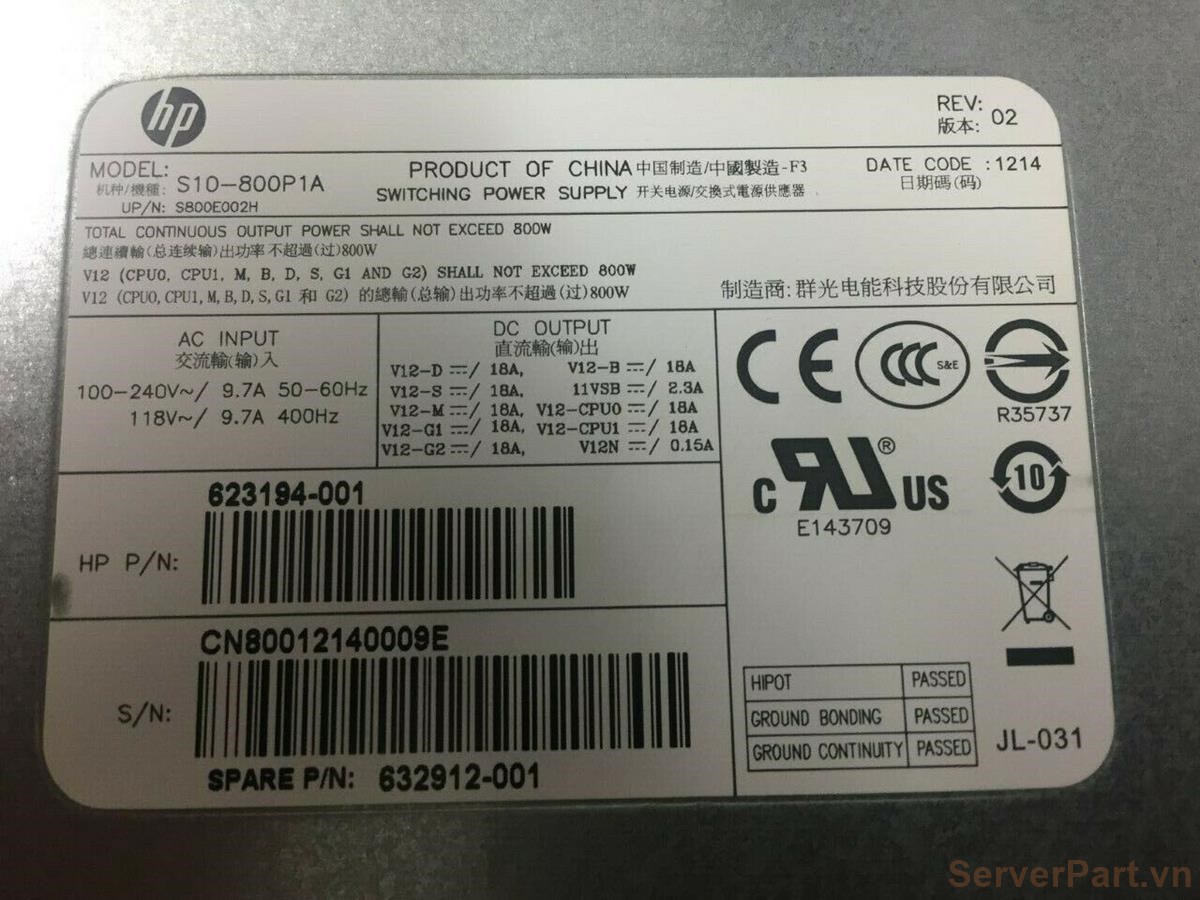 hp
REV: 02
版本:
MODEL: S10-800P1A
机种/機種:
UP/N: S800E002H
PRODUCT OF CHINA 中国制造/中國製造-F3
SWITCHING POWER SUPPLY 开关电源/交換式電源供應器
DATE CODE :1214
日期碼(码)
TOTAL CONTINUOUS OUTPUT POWER SHALL NOT EXCEED 800W
總連續輸(总连续输)出功率不超過(过)800W
V12 (CPU0, CPU1, M, B, D, S, G1 AND G2) SHALL NOT EXCEED 800W
V12 (CPU0, CPU1, M, B, D, S, G1 和 G2) 的總輸(总输)出功率不超過(过)800W
制造商:群光电能科技股份有限公司
AC INPUT
交流輸(输)入
100-240V~/ 9.7A 50-60Hz
118V~/ 9.7A 400Hz
DC OUTPUT
直流輸(输)出
V12-D ⎓/ 18A, V12-B ⎓/ 18A
V12-S ⎓/ 18A, 11VSB ⎓/ 2.3A
V12-M ⎓/ 18A, V12-CPU0 ⎓/ 18A
V12-G1 ⎓/ 18A, V12-CPU1 ⎓/ 18A
V12-G2 ⎓/ 18A, V12N ⎓/ 0.15A
CE
CCC S&E
R35737
c RU® US
E143709
10
HP P/N: 623194-001
S/N: CN80012140009E
SPARE P/N: 632912-001
HIPOT PASSED
GROUND BONDING PASSED
GROUND CONTINUITY PASSED
JL-031
ServerPart.vn